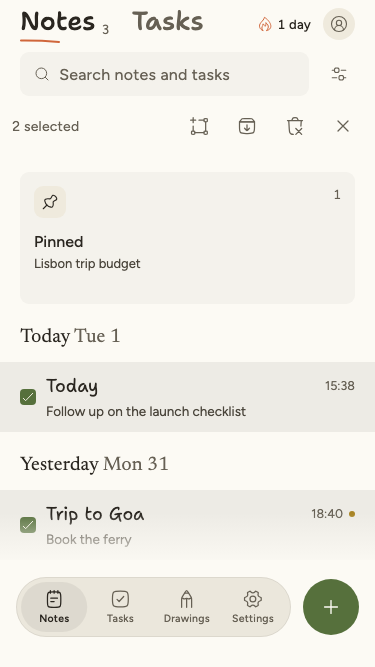 Notes 3 Tasks 1 day
Search notes and tasks
2 selected
1
Pinned
Lisbon trip budget
Today Tue 1
Today 15:38
Follow up on the launch checklist
Yesterday Mon 31
Trip to Goa 18:40
Book the ferry
Notes Tasks Drawings Settings